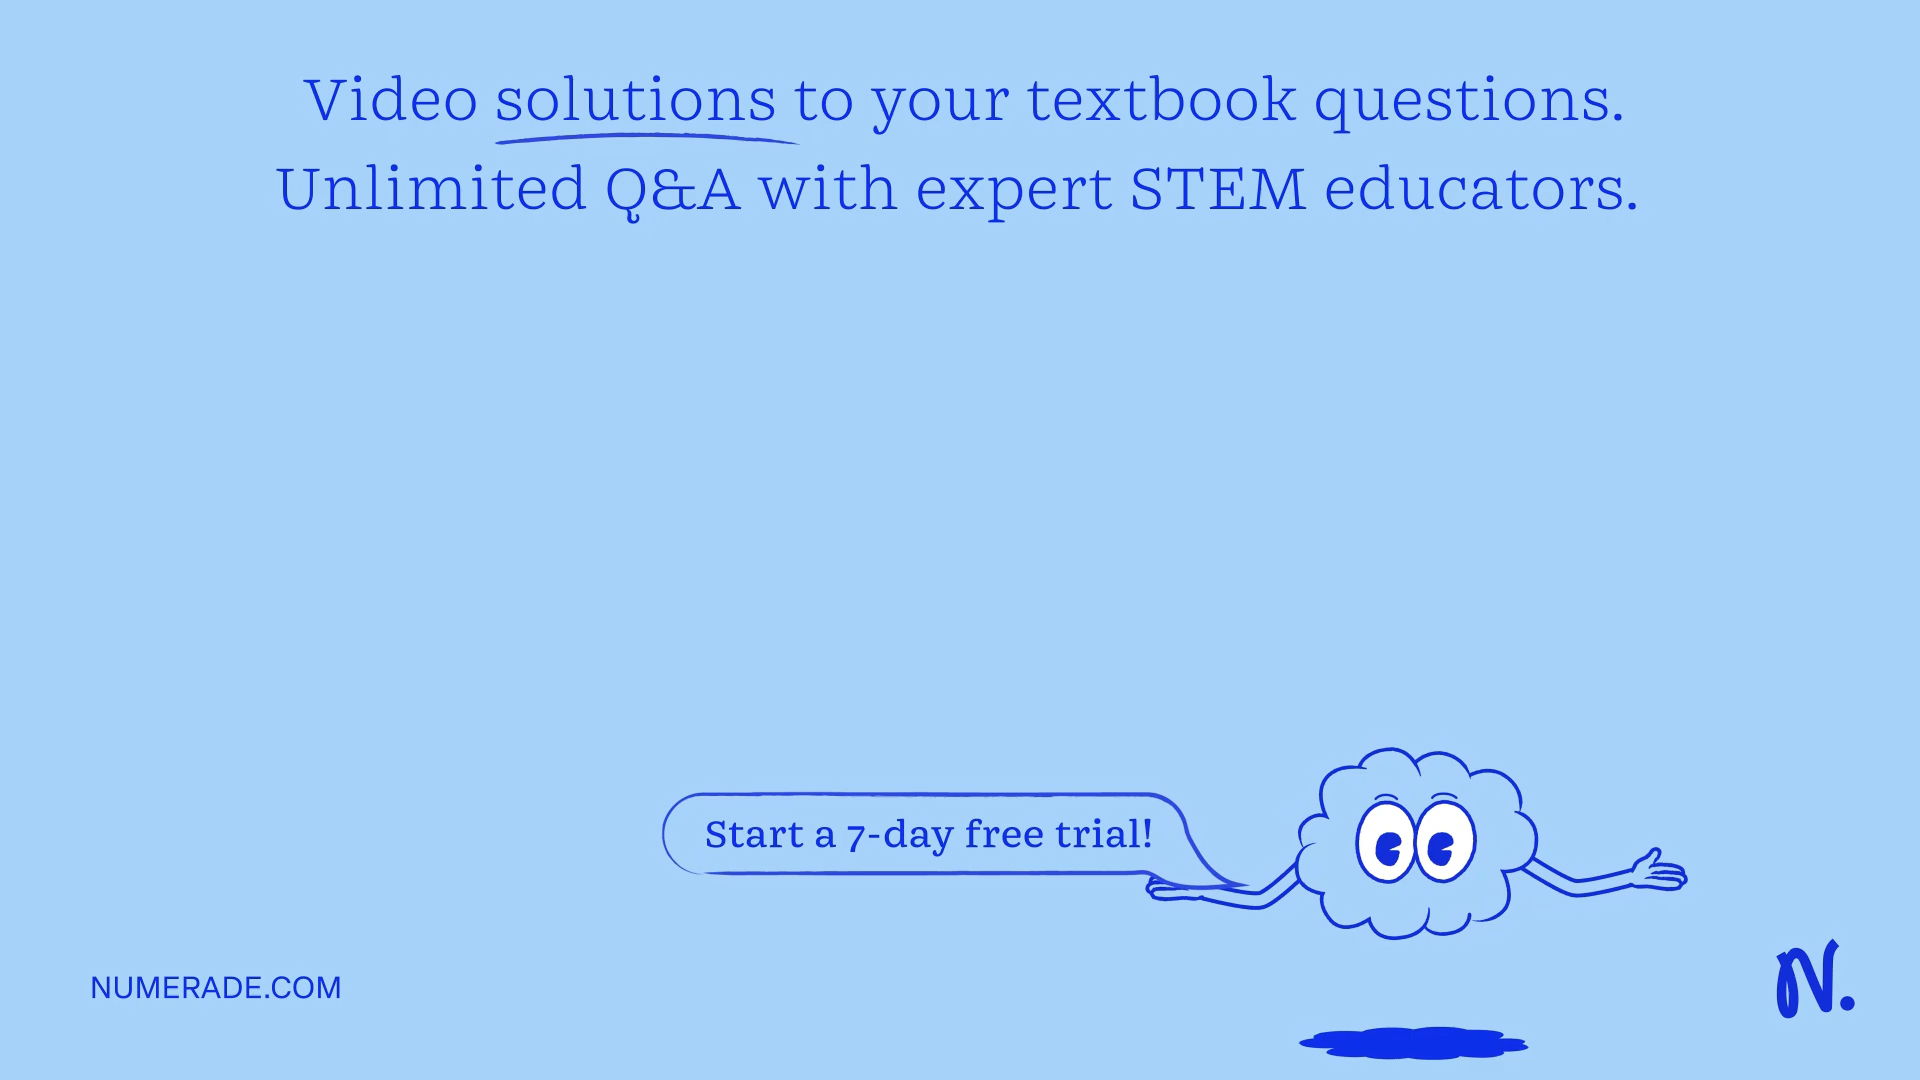 Video solutions to your textbook questions.
Unlimited Q&A with expert STEM educators.
Start a 7-day free trial!
NUMERADE.COM
N.